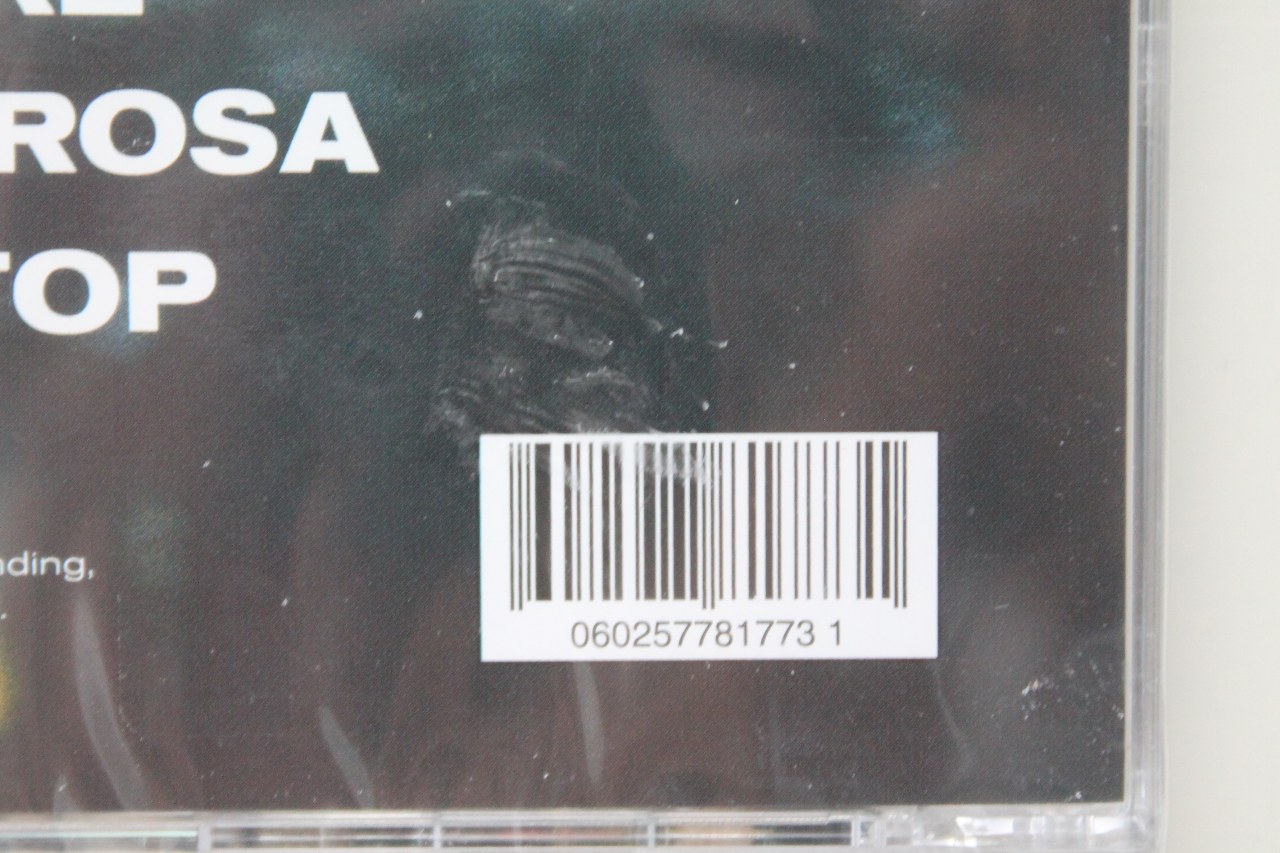 ROSA
TOP
nding,
060257781773 1